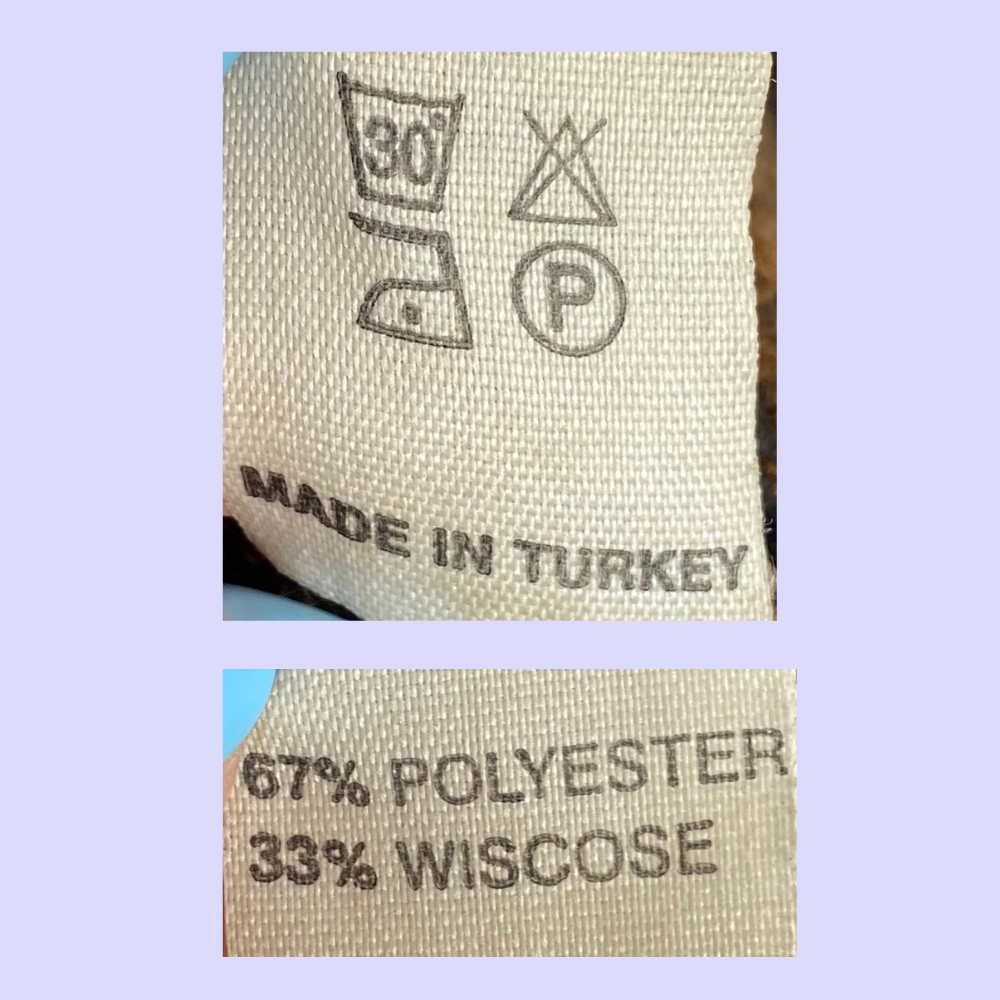 30°
P
MADE IN TURKEY
67% POLYESTER
33% WISCOSE